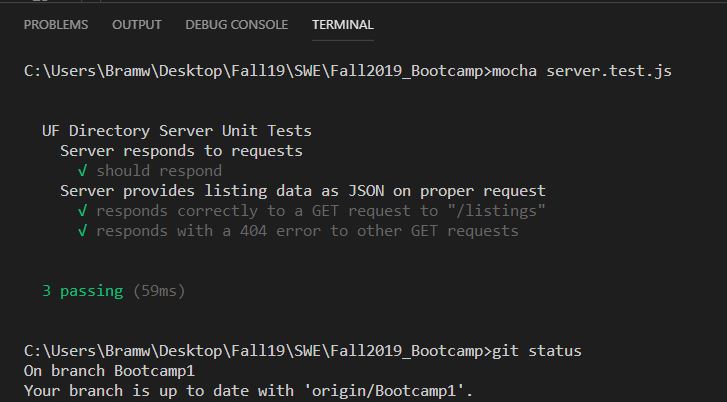 PROBLEMS OUTPUT DEBUG CONSOLE TERMINAL
C:\Users\Bramw\Desktop\Fall19\SWE\Fall2019_Bootcamp>mocha server.test.js
UF Directory Server Unit Tests
Server responds to requests
√ should respond
Server provides listing data as JSON on proper request
√ responds correctly to a GET request to "/listings"
√ responds with a 404 error to other GET requests
3 passing (59ms)
C:\Users\Bramw\Desktop\Fall19\SWE\Fall2019_Bootcamp>git status
On branch Bootcamp1
Your branch is up to date with 'origin/Bootcamp1'.